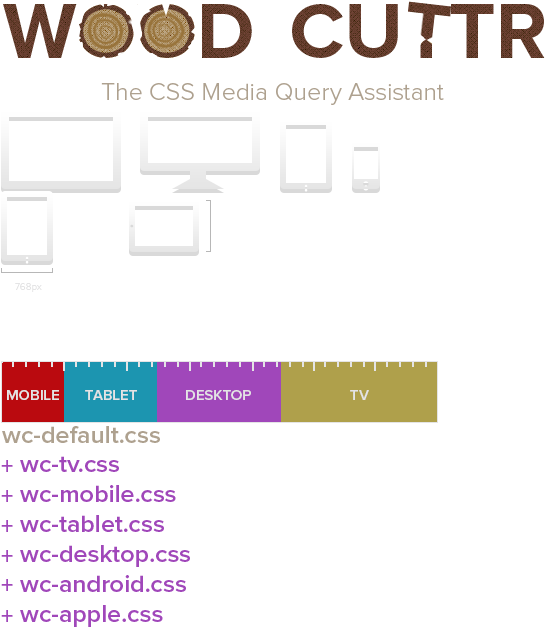 WOOD CUTTR
The CSS Media Query Assistant
768px
MOBILE TABLET DESKTOP TV
wc-default.css
+ wc-tv.css
+ wc-mobile.css
+ wc-tablet.css
+ wc-desktop.css
+ wc-android.css
+ wc-apple.css